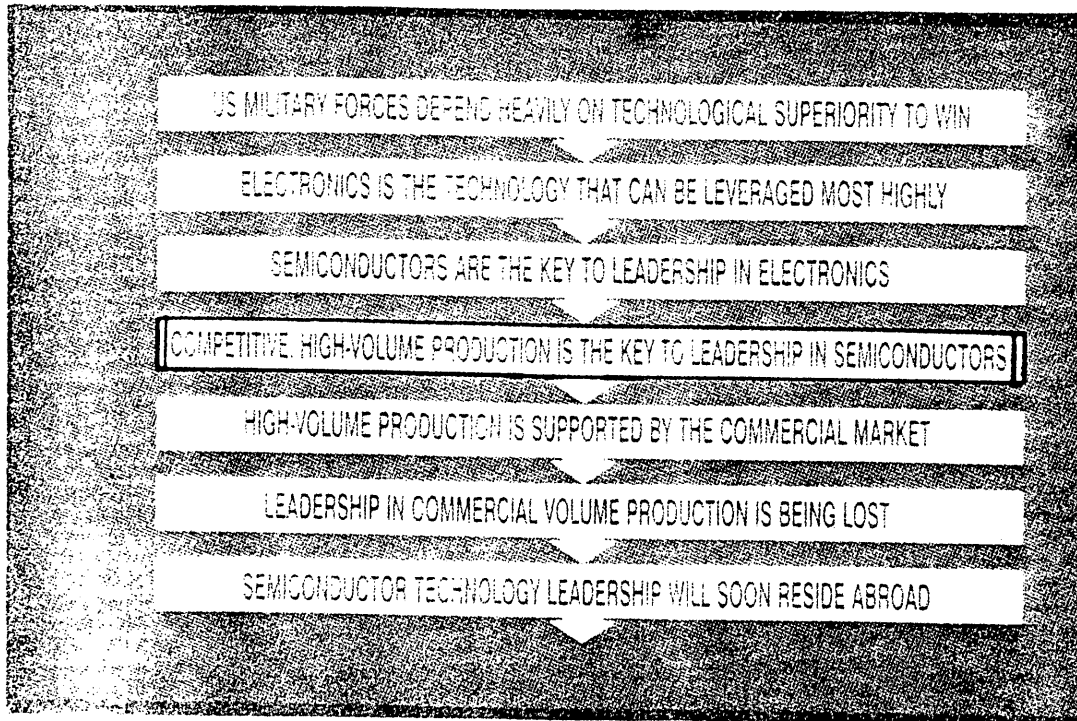 US MILITARY FORCES DEPEND HEAVILY ON TECHNOLOGICAL SUPERIORITY TO WIN
ELECTRONICS IS THE TECHNOLOGY THAT CAN BE LEVERAGED MOST HIGHLY
SEMICONDUCTORS ARE THE KEY TO LEADERSHIP IN ELECTRONICS
COMPETITIVE, HIGH-VOLUME PRODUCTION IS THE KEY TO LEADERSHIP IN SEMICONDUCTORS
HIGH-VOLUME PRODUCTION IS SUPPORTED BY THE COMMERCIAL MARKET
LEADERSHIP IN COMMERCIAL VOLUME PRODUCTION IS BEING LOST
SEMICONDUCTOR TECHNOLOGY LEADERSHIP WILL SOON RESIDE ABROAD